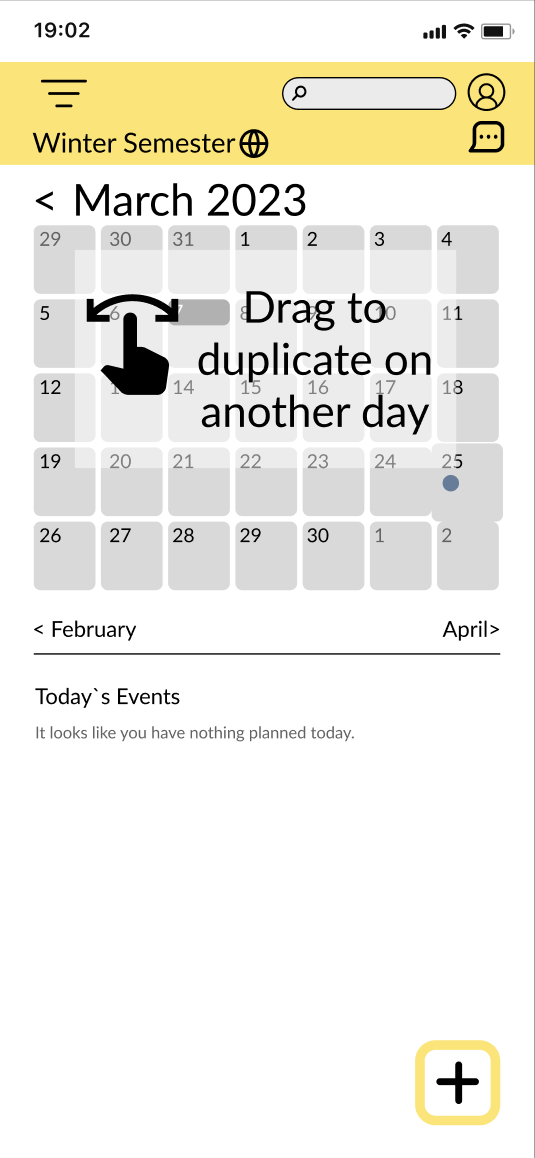 19:02
Winter Semester
< March 2023
29 30 31 1 2 3 4
5 6 7 8 9 10 11
Drag to
duplicate on
another day
12 13 14 15 16 17 18
19 20 21 22 23 24 25
26 27 28 29 30 1 2
< February April>
Today`s Events
It looks like you have nothing planned today.